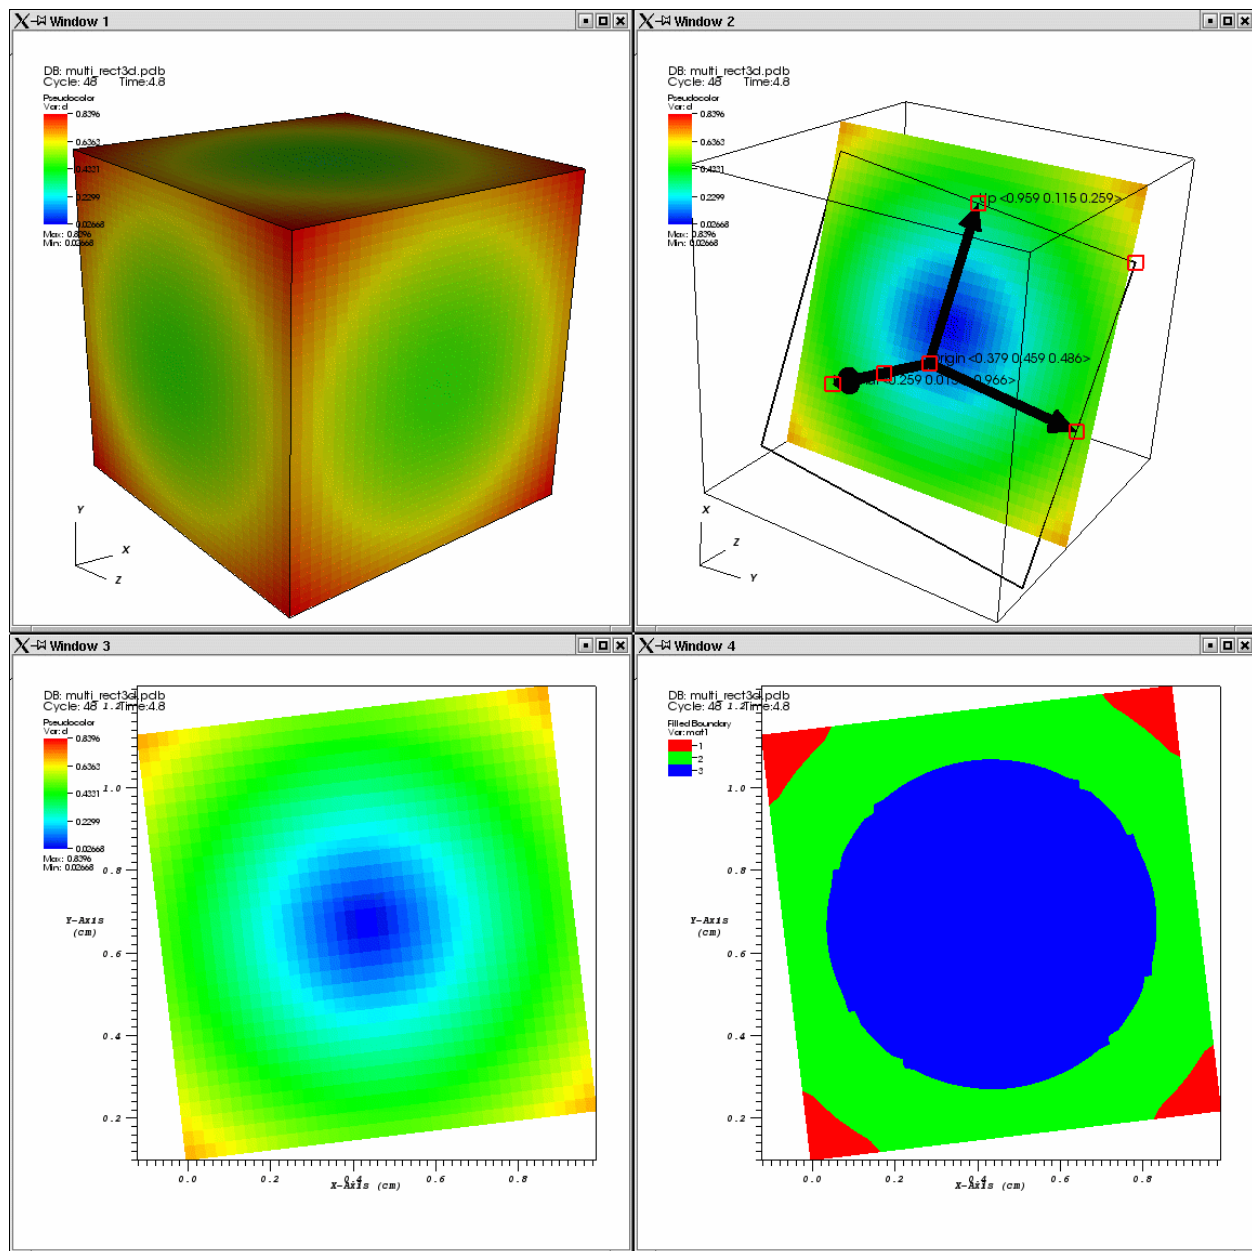 Window 1
DB: multi_rect3d.pdb
Cycle: 48 Time:4.8
Pseudocolor
Var: d
0.8396
0.6363
0.4331
0.2299
0.02668
Max: 0.8396
Min: 0.02668
Y
X
Z
Window 2
DB: multi_rect3d.pdb
Cycle: 48 Time:4.8
Pseudocolor
Var: d
0.8396
0.6363
0.4331
0.2299
0.02668
Max: 0.8396
Min: 0.02668
Up <0.959 0.115 0.259>
Origin <0.379 0.459 0.486>
X
Z
Y
Window 3
DB: multi_rect3d.pdb
Cycle: 48 Time:4.8
Pseudocolor
Var: d
0.8396
0.6363
0.4331
0.2299
0.02668
Max: 0.8396
Min: 0.02668
1.2
1.0
0.8
Y-Axis
(cm)
0.6
0.4
0.2
0.0 0.2 0.4 0.6 0.8
X-Axis (cm)
Window 4
DB: multi_rect3d.pdb
Cycle: 48 Time:4.8
Filled Boundary
Var: mat1
1
2
3
1.2
1.0
0.8
Y-Axis
(cm)
0.6
0.4
0.2
0.0 0.2 0.4 0.6 0.8
X-Axis (cm)